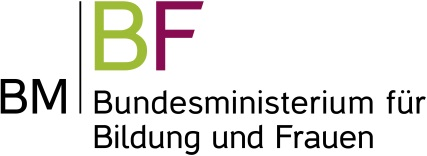 BM BF
Bundesministerium für
Bildung und Frauen